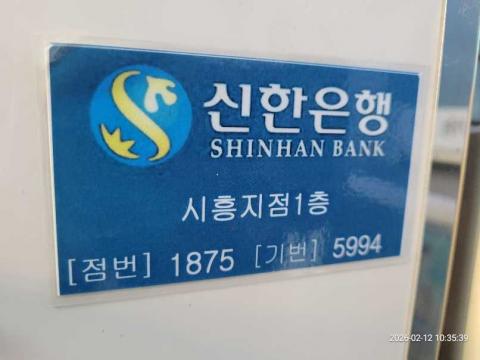 신한은행
SHINHAN BANK
시흥지점1층
[점번] 1875 [기번] 5994
2026-02-12 10:35:39